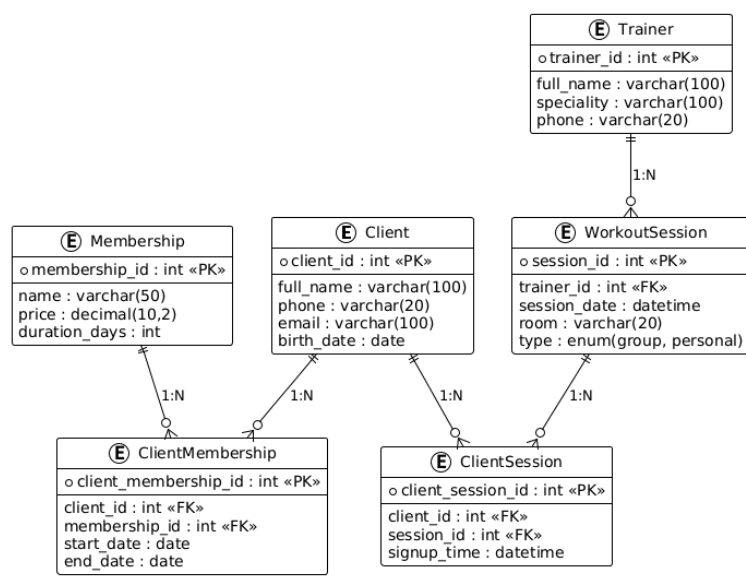 E Trainer
trainer_id : int «PK»
full_name : varchar(100)
speciality : varchar(100)
phone : varchar(20)
1:N
E Membership
membership_id : int «PK»
name : varchar(50)
price : decimal(10,2)
duration_days : int
E Client
client_id : int «PK»
full_name : varchar(100)
phone : varchar(20)
email : varchar(100)
birth_date : date
E WorkoutSession
session_id : int «PK»
trainer_id : int «FK»
session_date : datetime
room : varchar(20)
type : enum(group, personal)
1:N
1:N
1:N
1:N
E ClientMembership
client_membership_id : int «PK»
client_id : int «FK»
membership_id : int «FK»
start_date : date
end_date : date
E ClientSession
client_session_id : int «PK»
client_id : int «FK»
session_id : int «FK»
signup_time : datetime